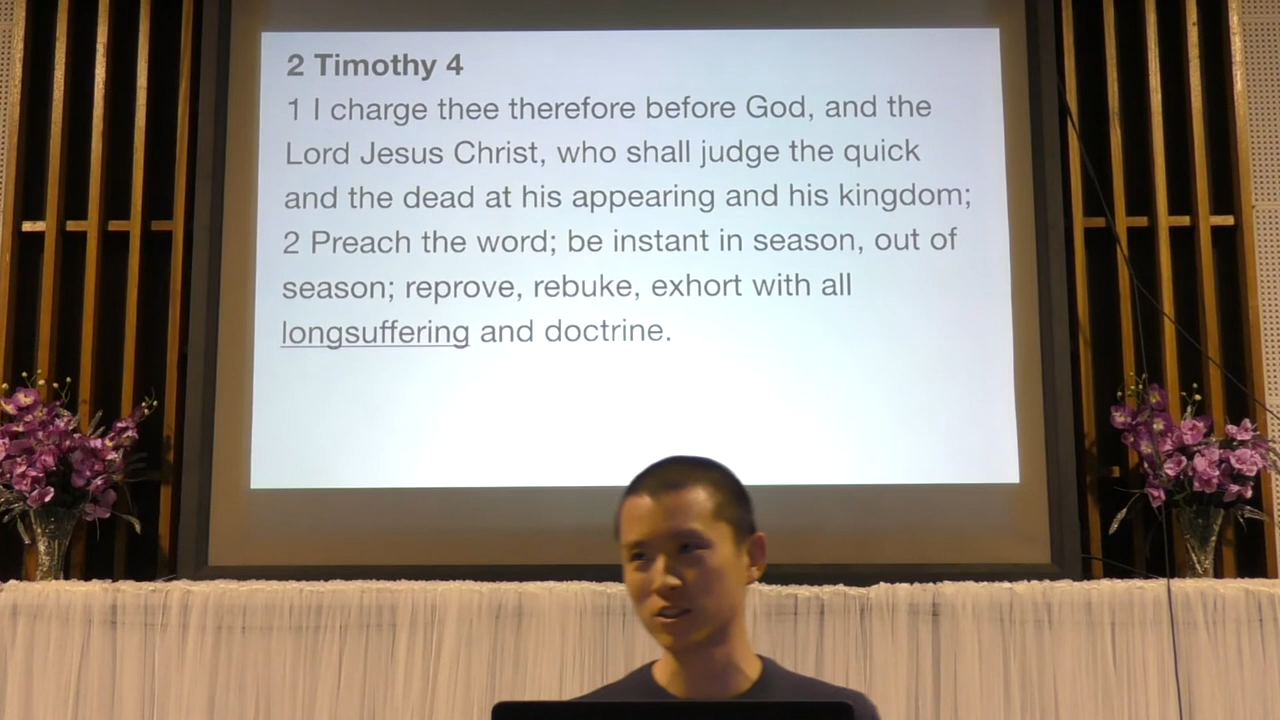 2 Timothy 4
1 I charge thee therefore before God, and the
Lord Jesus Christ, who shall judge the quick
and the dead at his appearing and his kingdom;
2 Preach the word; be instant in season, out of
season; reprove, rebuke, exhort with all
longsuffering and doctrine.